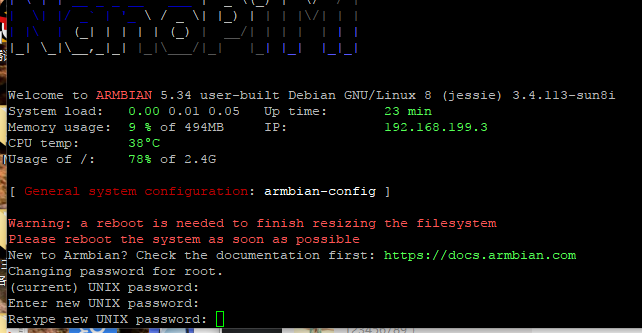 Welcome to ARMBIAN 5.34 user-built Debian GNU/Linux 8 (jessie) 3.4.113-sun8i
System load:   0.00 0.01 0.05   Up time:       23 min
Memory usage:  9 % of 494MB     IP:            192.168.199.3
CPU temp:      38°C
Usage of /:    78% of 2.4G
[ General system configuration: armbian-config ]
Warning: a reboot is needed to finish resizing the filesystem
Please reboot the system as soon as possible
New to Armbian? Check the documentation first: https://docs.armbian.com
Changing password for root.
(current) UNIX password:
Enter new UNIX password:
Retype new UNIX password: